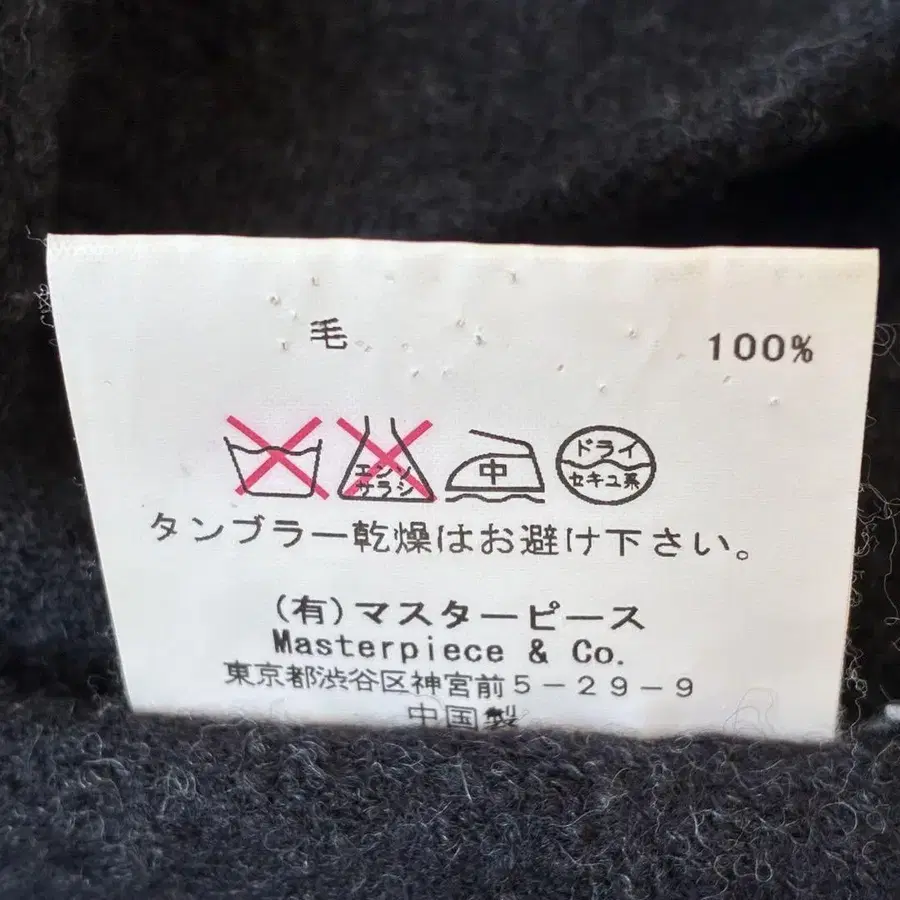 毛 100%
エンソ
サラシ
中
ドライ
セキユ系
タンブラー乾燥はお避け下さい。
(有)マスターピース
Masterpiece & Co.
東京都渋谷区神宮前5-29-9
中国製